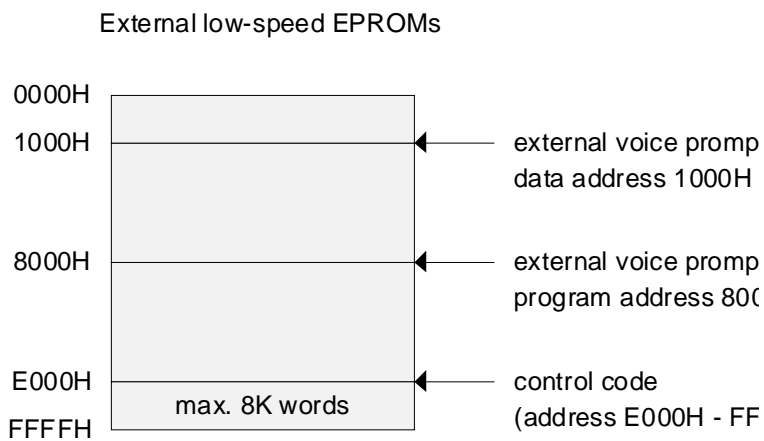 External low-speed EPROMs
0000H
1000H
external voice promp
data address 1000H
8000H
external voice promp
program address 800
E000H
control code
max. 8K words
(address E000H - FF
FFFFH